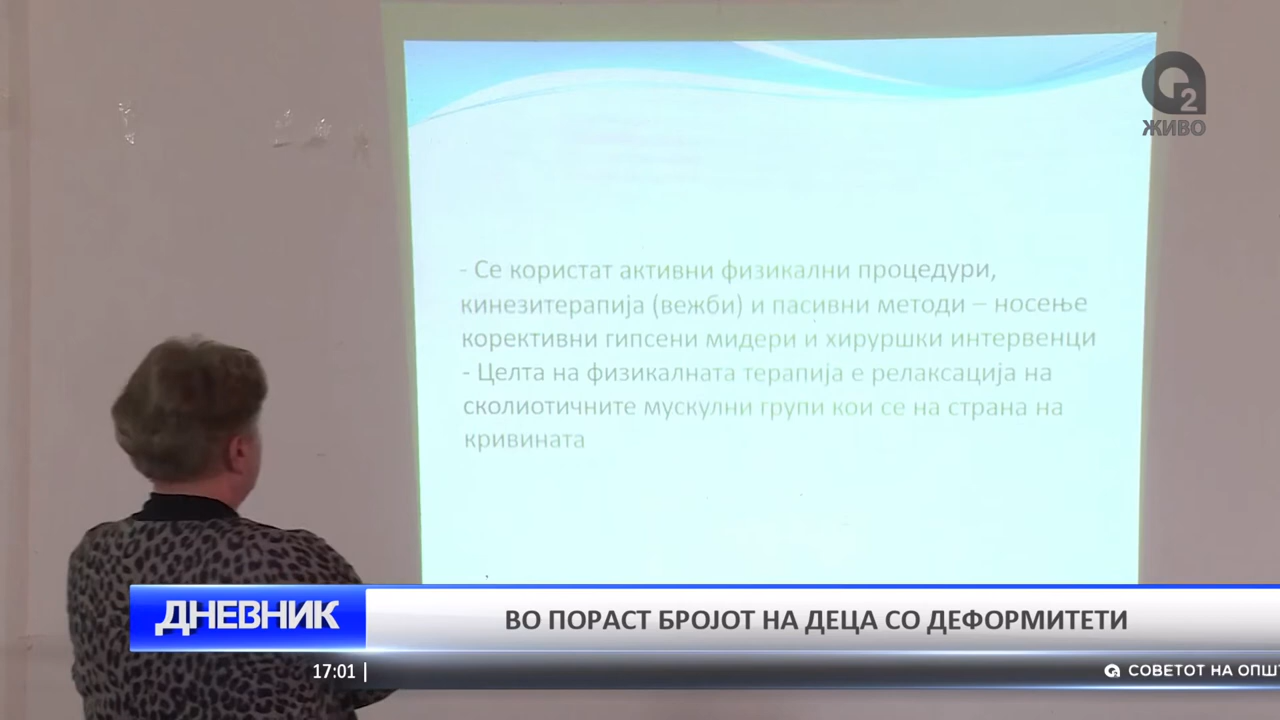 2
ЖИВО
- Се користат активни физикални процедури,
кинезитерапија (вежби) и пасивни методи – носење
корективни гипсени мидери и хируршки интервенци
- Целта на физикалната терапија е релаксација на
сколиотичните мускулни групи кои се на страна на
кривината
ДНЕВНИК
ВО ПОРАСТ БРОЈОТ НА ДЕЦА СО ДЕФОРМИТЕТИ
17:01 |
СОВЕТОТ НА ОПШТ